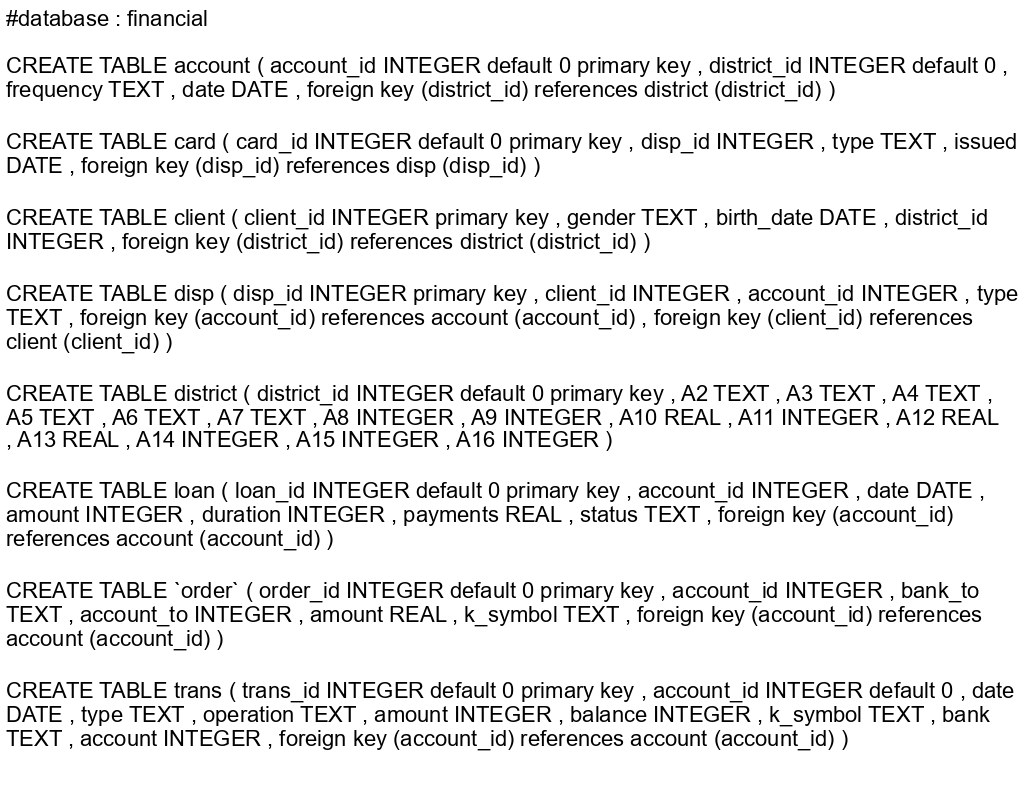 #database : financial
CREATE TABLE account ( account_id INTEGER default 0 primary key , district_id INTEGER default 0 ,
frequency TEXT , date DATE , foreign key (district_id) references district (district_id) )
CREATE TABLE card ( card_id INTEGER default 0 primary key , disp_id INTEGER , type TEXT , issued
DATE , foreign key (disp_id) references disp (disp_id) )
CREATE TABLE client ( client_id INTEGER primary key , gender TEXT , birth_date DATE , district_id
INTEGER , foreign key (district_id) references district (district_id) )
CREATE TABLE disp ( disp_id INTEGER primary key , client_id INTEGER , account_id INTEGER , type
TEXT , foreign key (account_id) references account (account_id) , foreign key (client_id) references
client (client_id) )
CREATE TABLE district ( district_id INTEGER default 0 primary key , A2 TEXT , A3 TEXT , A4 TEXT ,
A5 TEXT , A6 TEXT , A7 TEXT , A8 INTEGER , A9 INTEGER , A10 REAL , A11 INTEGER , A12 REAL
, A13 REAL , A14 INTEGER , A15 INTEGER , A16 INTEGER )
CREATE TABLE loan ( loan_id INTEGER default 0 primary key , account_id INTEGER , date DATE ,
amount INTEGER , duration INTEGER , payments REAL , status TEXT , foreign key (account_id)
references account (account_id) )
CREATE TABLE `order` ( order_id INTEGER default 0 primary key , account_id INTEGER , bank_to
TEXT , account_to INTEGER , amount REAL , k_symbol TEXT , foreign key (account_id) references
account (account_id) )
CREATE TABLE trans ( trans_id INTEGER default 0 primary key , account_id INTEGER default 0 , date
DATE , type TEXT , operation TEXT , amount INTEGER , balance INTEGER , k_symbol TEXT , bank
TEXT , account INTEGER , foreign key (account_id) references account (account_id) )